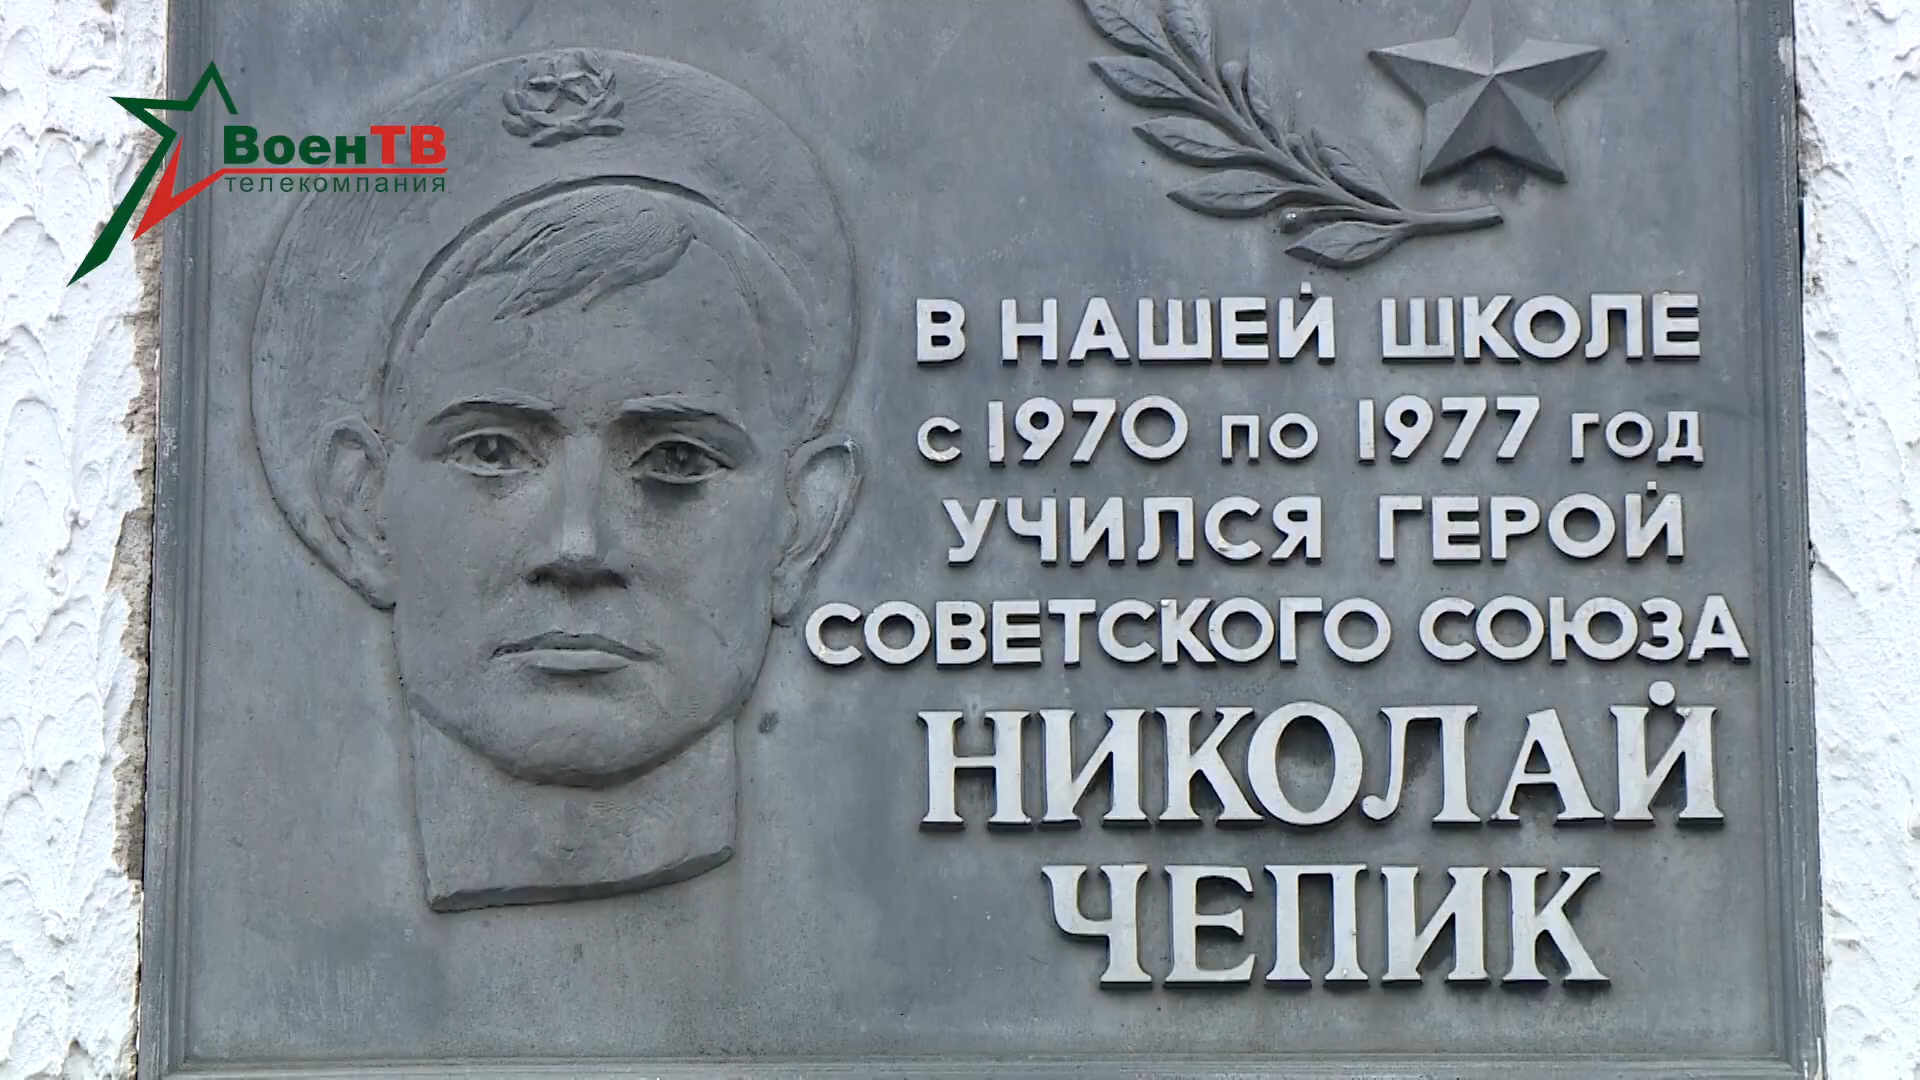 ВоенТВ
телекомпания
В НАШЕЙ ШКОЛЕ
с 1970 по 1977 год
УЧИЛСЯ ГЕРОЙ
СОВЕТСКОГО СОЮЗА
НИКОЛАЙ
ЧЕПИК